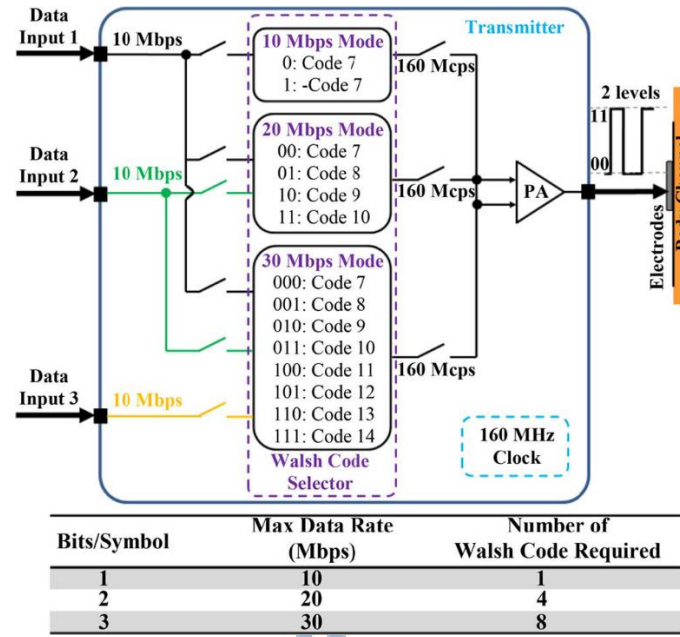 Data
Input 1
10 Mbps
Data
Input 2
10 Mbps
Data
Input 3
10 Mbps
10 Mbps Mode
0: Code 7
1: -Code 7
20 Mbps Mode
00: Code 7
01: Code 8
10: Code 9
11: Code 10
30 Mbps Mode
000: Code 7
001: Code 8
010: Code 9
011: Code 10
100: Code 11
101: Code 12
110: Code 13
111: Code 14
Walsh Code
Selector
Transmitter
160 Mcps
160 Mcps
160 Mcps
PA
160 MHz
Clock
2 levels
11
00
Electrodes
Bits/Symbol Max Data Rate (Mbps) Number of Walsh Code Required
1 10 1
2 20 4
3 30 8